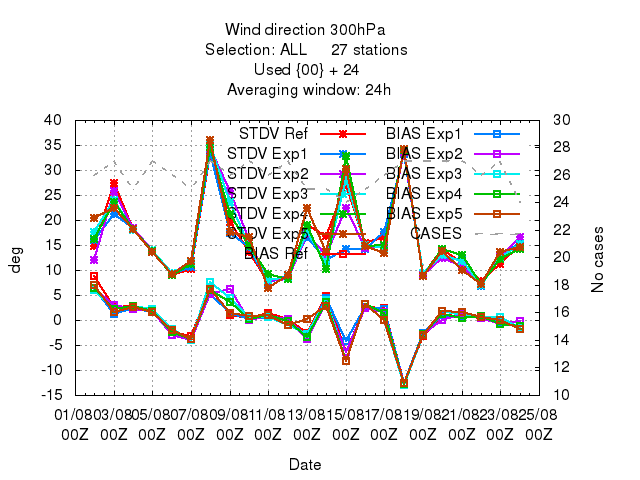 Wind direction 300hPa
Selection: ALL 27 stations
Used {00} + 24
Averaging window: 24h
40 30
35 28
30 26
25 24
20 22
15 20
10 18
5 16
0 14
-5 12
-10 10
-15
deg
No cases
STDV Ref BIAS Exp1
STDV Exp1 BIAS Exp2
STDV Exp2 BIAS Exp3
STDV Exp3 BIAS Exp4
STDV Exp4 BIAS Exp5
STDV Exp5 CASES
BIAS Ref
01/08 03/08 05/08 07/08 09/08 11/08 13/08 15/08 17/08 19/08 21/08 23/08 25/08
00Z 00Z 00Z 00Z 00Z 00Z 00Z 00Z 00Z 00Z 00Z 00Z 00Z
Date